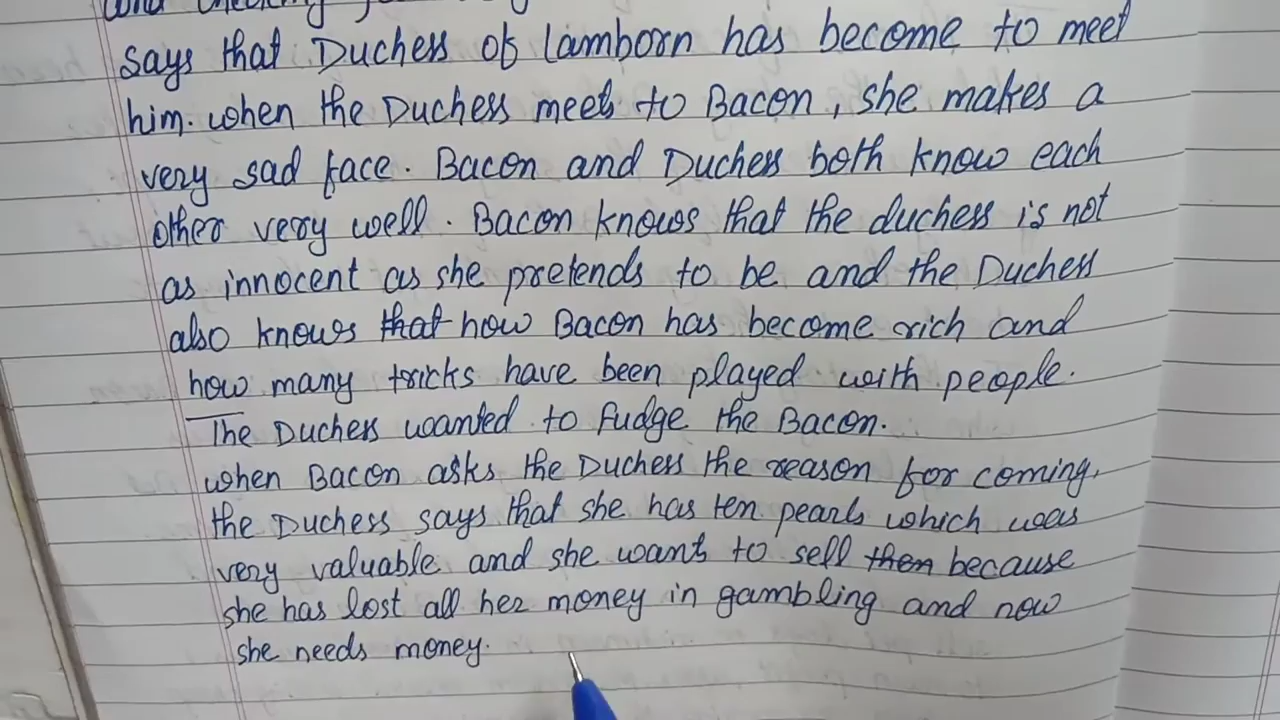 says that Duchess of Lamborn has become to meet
him. when the Duchess meets to Bacon, she makes a
very sad face. Bacon and Duchess both know each
other very well. Bacon knows that the duchess is not
as innocent as she pretends to be and the Duchess
also knows that how Bacon has become rich and
how many tricks have been played with people.
The Duchess wanted to fudge the Bacon.
when Bacon asks the Duchess the reason for coming,
the Duchess says that she has ten pearls which was
very valuable and she wants to sell then because
she has lost all her money in gambling and now
she needs money.